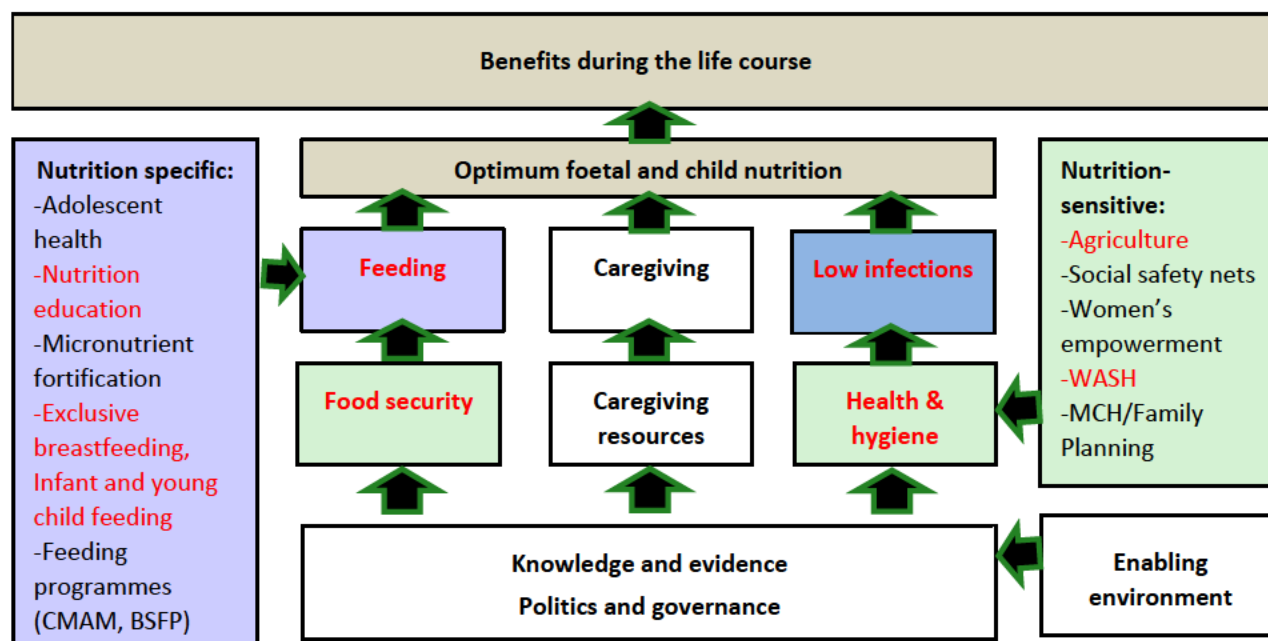 Benefits during the life course
Optimum foetal and child nutrition
Nutrition specific:
-Adolescent
health
-Nutrition
education
-Micronutrient
fortification
-Exclusive
breastfeeding,
Infant and young
child feeding
-Feeding
programmes
(CMAM, BSFP)
Feeding
Caregiving
Low infections
Food security
Caregiving
resources
Health &
hygiene
Knowledge and evidence
Politics and governance
Nutrition-
sensitive:
-Agriculture
-Social safety nets
-Women’s
empowerment
-WASH
-MCH/Family
Planning
Enabling
environment